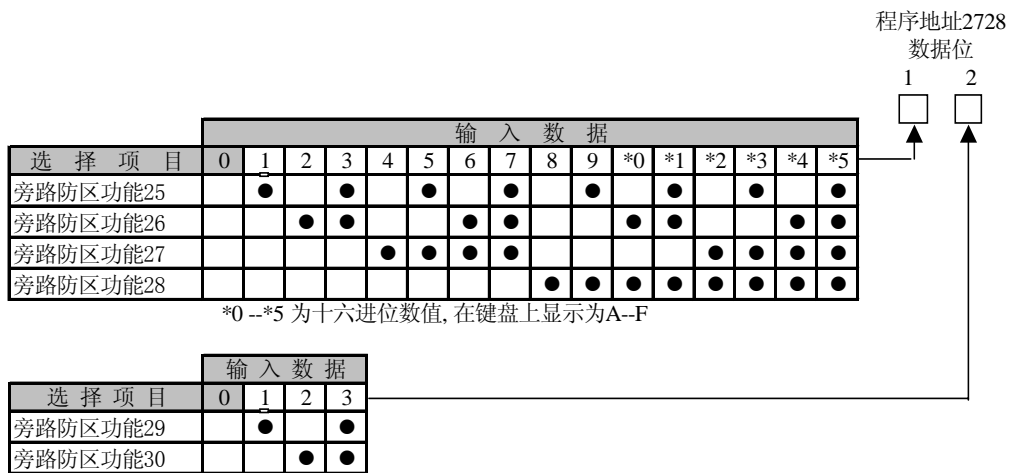 程序地址2728
数据位
1 2
输 入 数 据
选 择 项 目 0 1 2 3 4 5 6 7 8 9 *0 *1 *2 *3 *4 *5
旁路防区功能25 ● ● ● ● ● ● ● ●
旁路防区功能26 ● ● ● ● ● ● ● ●
旁路防区功能27 ● ● ● ● ● ● ● ●
旁路防区功能28 ● ● ● ● ● ● ● ●
*0 --*5 为十六进位数值, 在键盘上显示为A--F
输 入 数 据
选 择 项 目 0 1 2 3
旁路防区功能29 ● ●
旁路防区功能30 ● ●